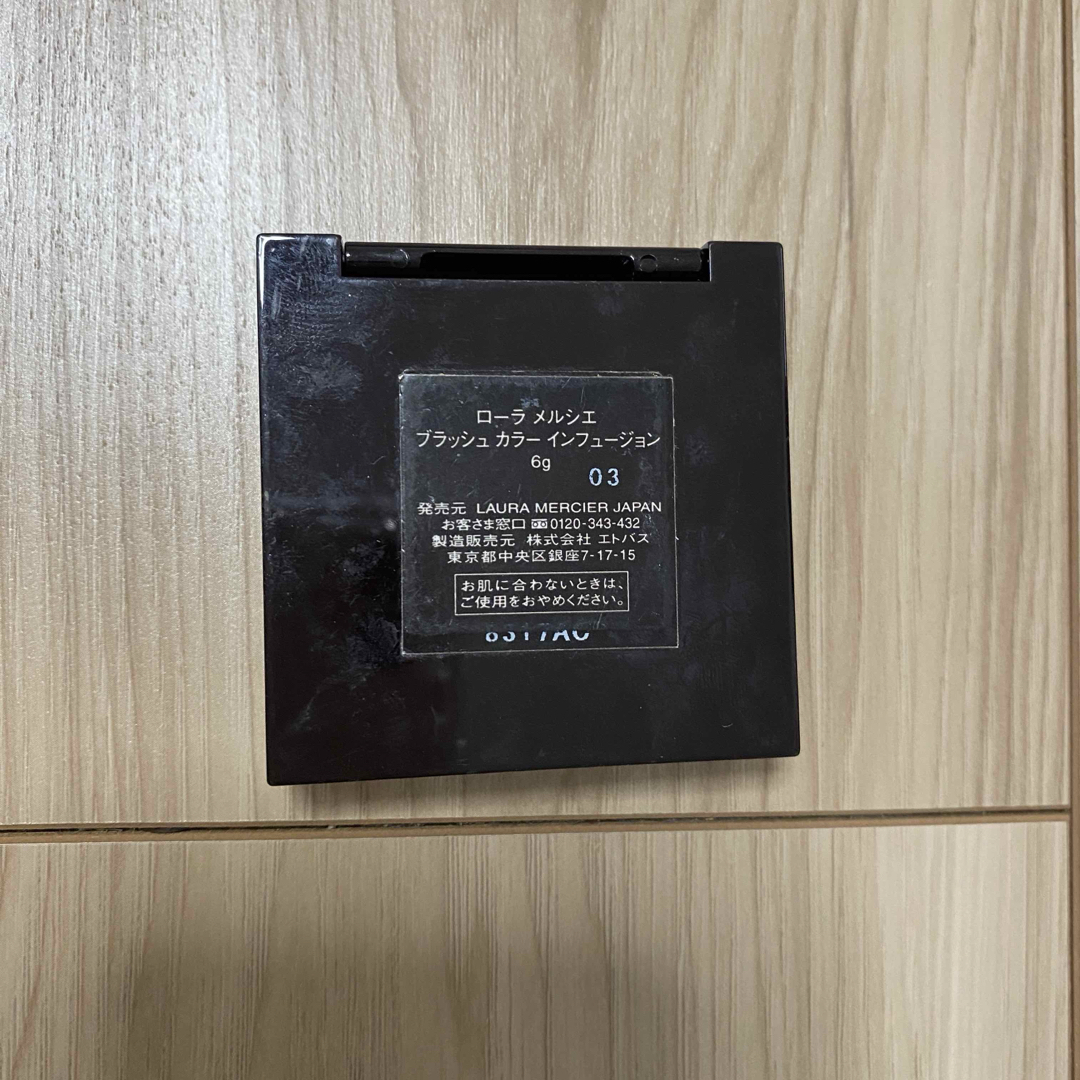 ローラ メルシエ
ブラッシュ カラー インフュージョン
6g
03
発売元 LAURA MERCIER JAPAN
お客さま窓口 0120-343-432
製造販売元 株式会社 エトバス
東京都中央区銀座7-17-15
お肌に合わないときは、
ご使用をおやめください。